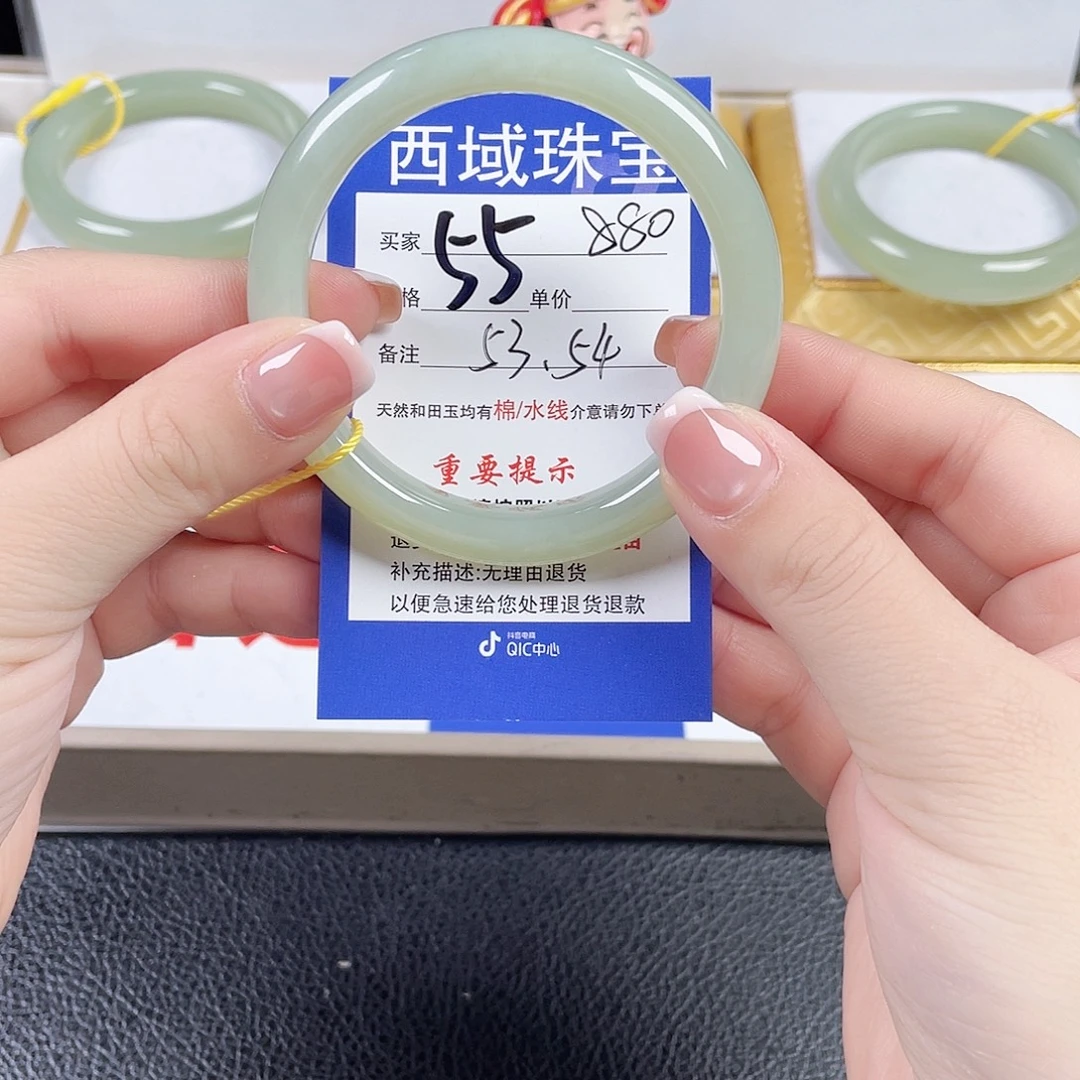 西域珠宝
买家 55 880
格 单价
备注 53.54
天然和田玉均有棉/水线介意请勿下单
重要提示
补充描述:无理由退货
以便急速给您处理退货退款
抖音电商
QIC中心